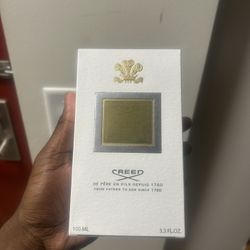 CREED
DE PÈRE EN FILS DEPUIS 1760
FROM FATHER TO SON SINCE 1760
100 ML
3.3 FL.OZ.